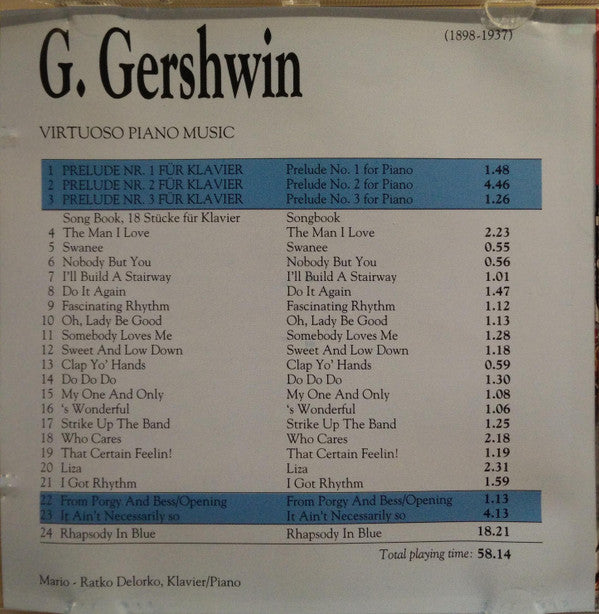 G. Gershwin
(1898-1937)
VIRTUOSO PIANO MUSIC
1 PRELUDE NR. 1 FÜR KLAVIER Prelude No. 1 for Piano 1.48
2 PRELUDE NR. 2 FÜR KLAVIER Prelude No. 2 for Piano 4.46
3 PRELUDE NR. 3 FÜR KLAVIER Prelude No. 3 for Piano 1.26
Song Book, 18 Stücke für Klavier Songbook
4 The Man I Love The Man I Love 2.23
5 Swanee Swanee 0.55
6 Nobody But You Nobody But You 0.56
7 I'll Build A Stairway I'll Build A Stairway 1.01
8 Do It Again Do It Again 1.47
9 Fascinating Rhythm Fascinating Rhythm 1.12
10 Oh, Lady Be Good Oh, Lady Be Good 1.13
11 Somebody Loves Me Somebody Loves Me 1.28
12 Sweet And Low Down Sweet And Low Down 1.18
13 Clap Yo' Hands Clap Yo' Hands 0.59
14 Do Do Do Do Do Do 1.30
15 My One And Only My One And Only 1.08
16 's Wonderful 's Wonderful 1.06
17 Strike Up The Band Strike Up The Band 1.25
18 Who Cares Who Cares 2.18
19 That Certain Feelin! That Certain Feelin! 1.19
20 Liza Liza 2.31
21 I Got Rhythm I Got Rhythm 1.59
22 From Porgy And Bess/Opening From Porgy And Bess/Opening 1.13
23 It Ain't Necessarily so It Ain't Necessarily so 4.13
24 Rhapsody In Blue Rhapsody In Blue 18.21
Total playing time: 58.14
Mario - Ratko Delorko, Klavier/Piano